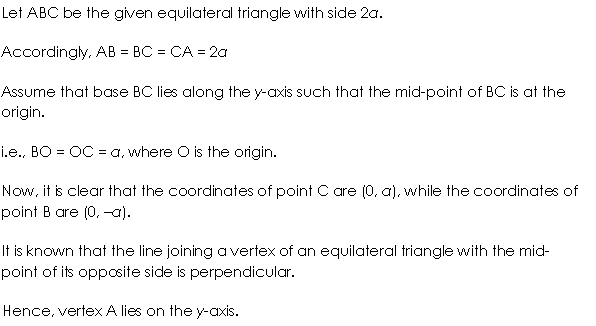 Let ABC be the given equilateral triangle with side 2a.
Accordingly, AB = BC = CA = 2a
Assume that base BC lies along the y-axis such that the mid-point of BC is at the
origin.
i.e., BO = OC = a, where O is the origin.
Now, it is clear that the coordinates of point C are (0, a), while the coordinates of
point B are (0, –a).
It is known that the line joining a vertex of an equilateral triangle with the mid-
point of its opposite side is perpendicular.
Hence, vertex A lies on the y-axis.